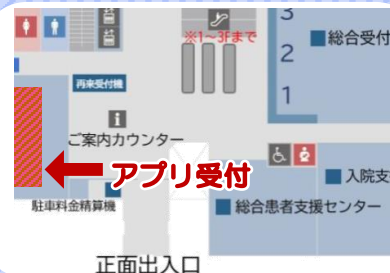 ※1~3Fまで
3
2
1
総合受付
再来受付機
ご案内カウンター
アプリ受付
駐車料金精算機
入院支
総合患者支援センター
正面出入口